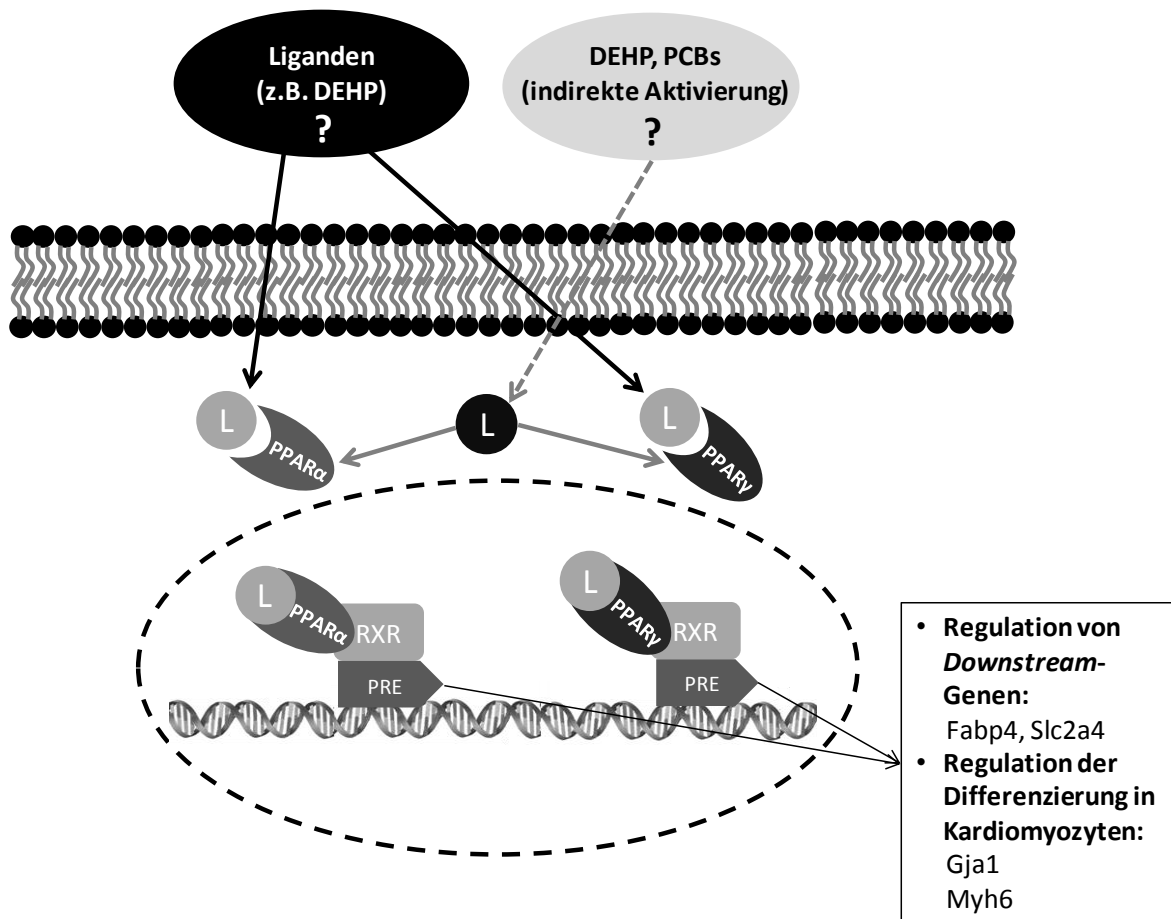 Liganden
(z.B. DEHP)
?
DEHP, PCBs
(indirekte Aktivierung)
?
L
PPARα
L
L
PPARγ
L
PPARα
RXR
PRE
L
PPARγ
RXR
PRE
• Regulation von
Downstream-
Genen:
Fabp4, Slc2a4
• Regulation der
Differenzierung in
Kardiomyozyten:
Gja1
Myh6